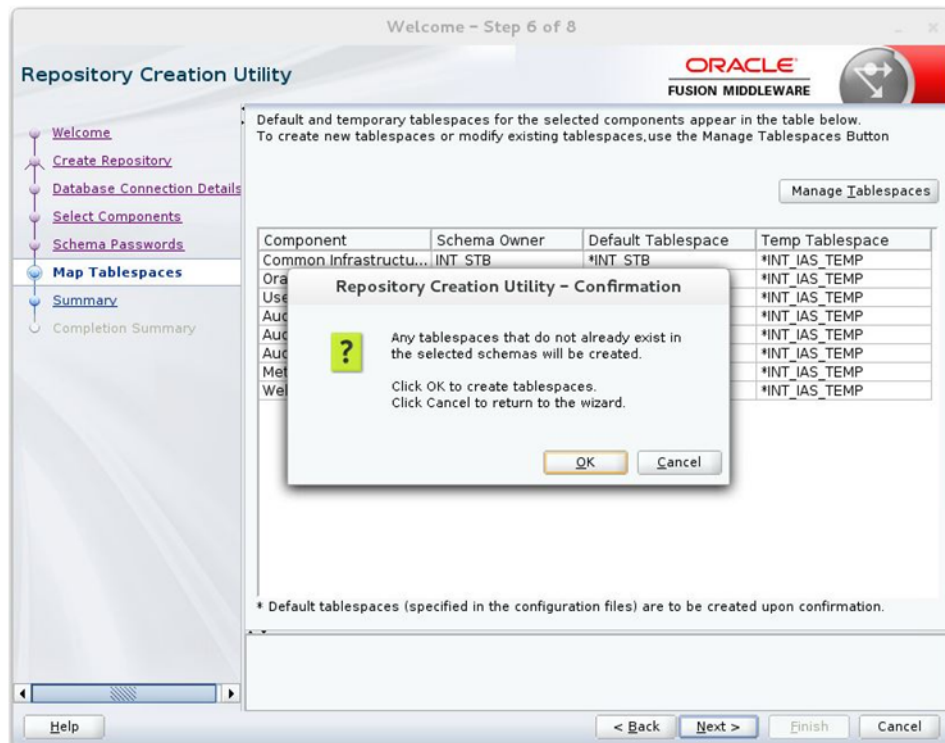 Welcome – Step 6 of 8
Repository Creation Utility
ORACLE
FUSION MIDDLEWARE
Welcome
Create Repository
Database Connection Details
Select Components
Schema Passwords
Map Tablespaces
Summary
Completion Summary
Default and temporary tablespaces for the selected components appear in the table below.
To create new tablespaces or modify existing tablespaces,use the Manage Tablespaces Button
Manage Tablespaces
Component Schema Owner Default Tablespace Temp Tablespace
Common Infrastructu... INT_STB *INT_STB *INT_IAS_TEMP
Ora *INT_IAS_TEMP
Use *INT_IAS_TEMP
Aud *INT_IAS_TEMP
Aud *INT_IAS_TEMP
Aud *INT_IAS_TEMP
Met *INT_IAS_TEMP
Wel *INT_IAS_TEMP
Repository Creation Utility – Confirmation
?
Any tablespaces that do not already exist in
the selected schemas will be created.
Click OK to create tablespaces.
Click Cancel to return to the wizard.
OK Cancel
* Default tablespaces (specified in the configuration files) are to be created upon confirmation.
Help < Back Next > Finish Cancel